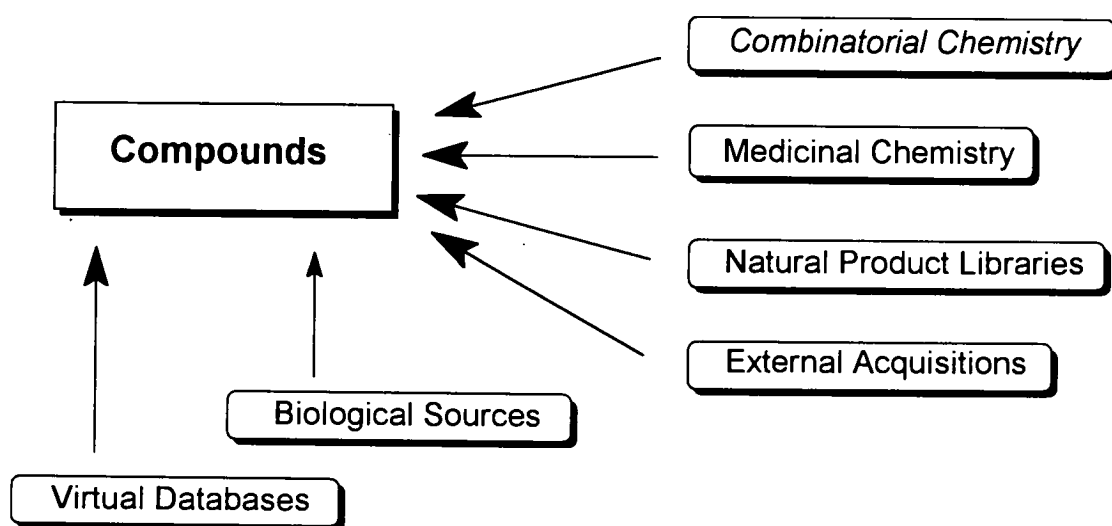 Combinatorial Chemistry
Compounds
Medicinal Chemistry
Natural Product Libraries
External Acquisitions
Biological Sources
Virtual Databases